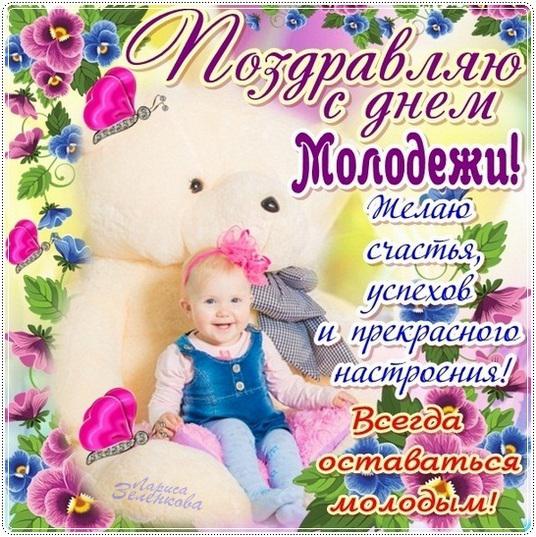 Поздравляю
с днем
Молодежи!
Желаю
счастья,
успехов
и прекрасного
настроения!
Всегда
оставаться
молодым!
Лариса
Зеленкова